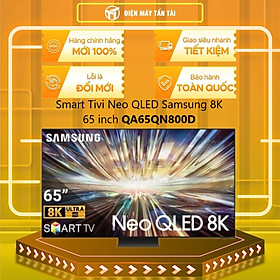 ĐIỆN MÁY TẤN TÀI
Hàng chính hãng
MỚI 100%
Giao siêu nhanh
TIẾT KIỆM
Lỗi là
ĐỔI MỚI
Bảo hành
TOÀN QUỐC
Smart Tivi Neo QLED Samsung 8K
65 inch QA65QN800D
SAMSUNG
65"
8K ULTRA HD
SMART TV
Neo QLED 8K